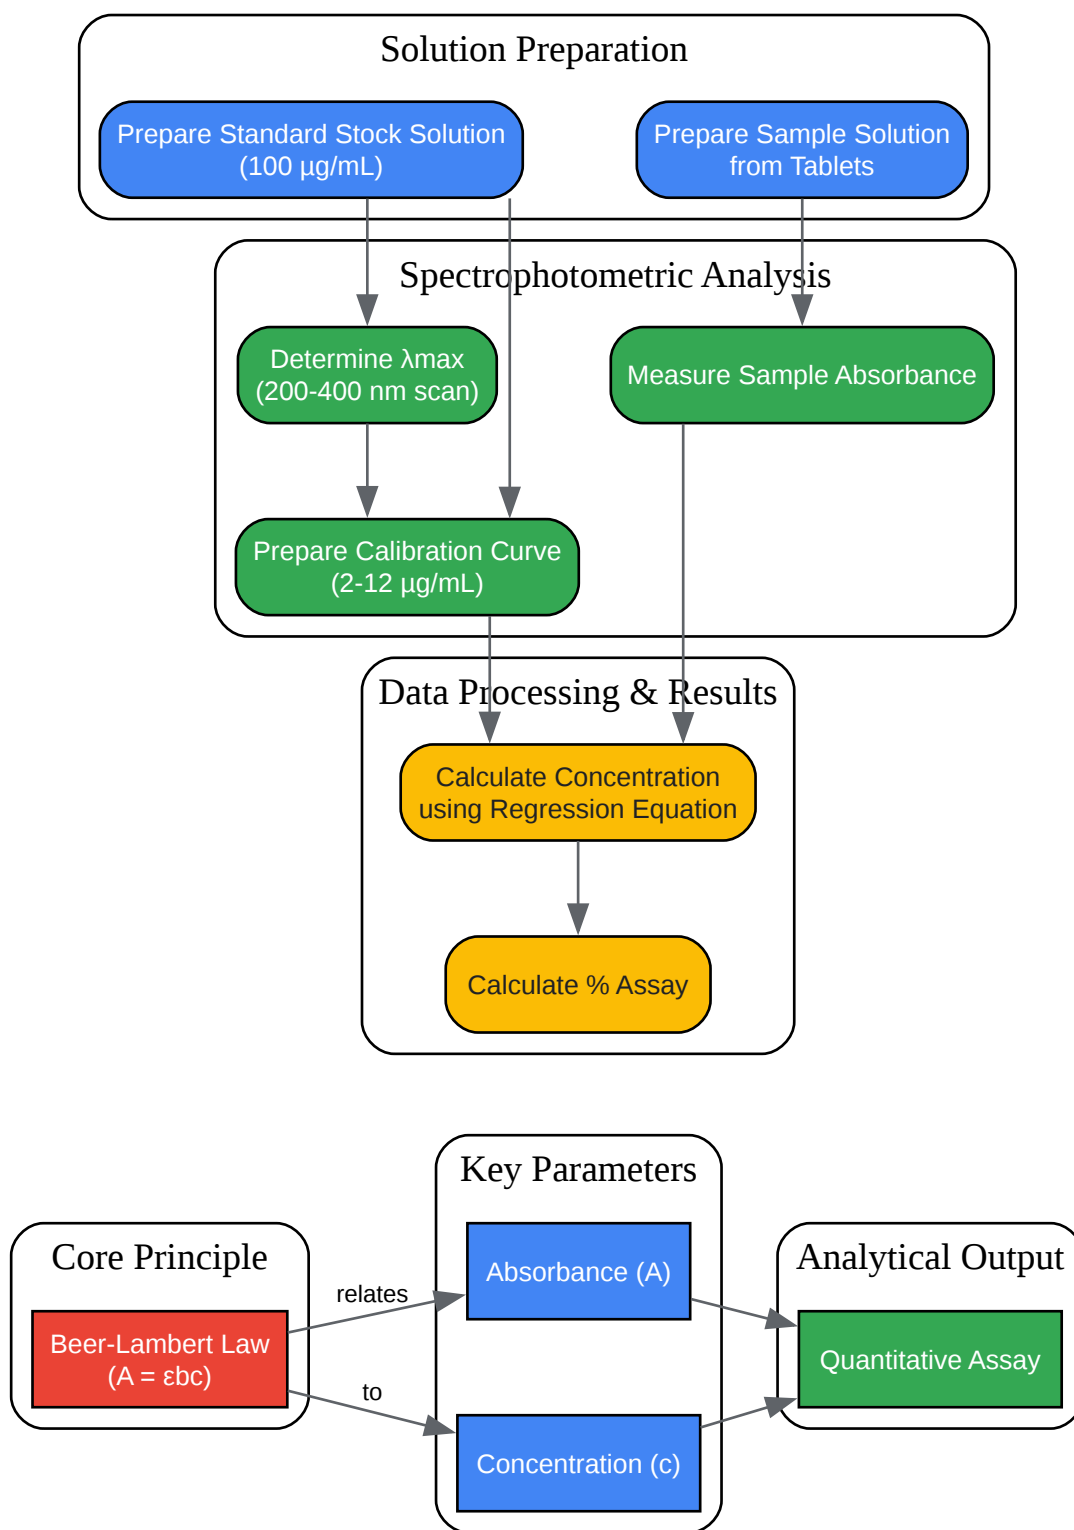 Solution Preparation
Prepare Standard Stock Solution
(100 µg/mL)
Prepare Sample Solution
from Tablets
Spectrophotometric Analysis
Determine λmax
(200-400 nm scan)
Measure Sample Absorbance
Prepare Calibration Curve
(2-12 µg/mL)
Data Processing & Results
Calculate Concentration
using Regression Equation
Calculate % Assay
Key Parameters
Core Principle
Analytical Output
Absorbance (A)
relates
Beer-Lambert Law
(A = εbc)
Quantitative Assay
to
Concentration (c)